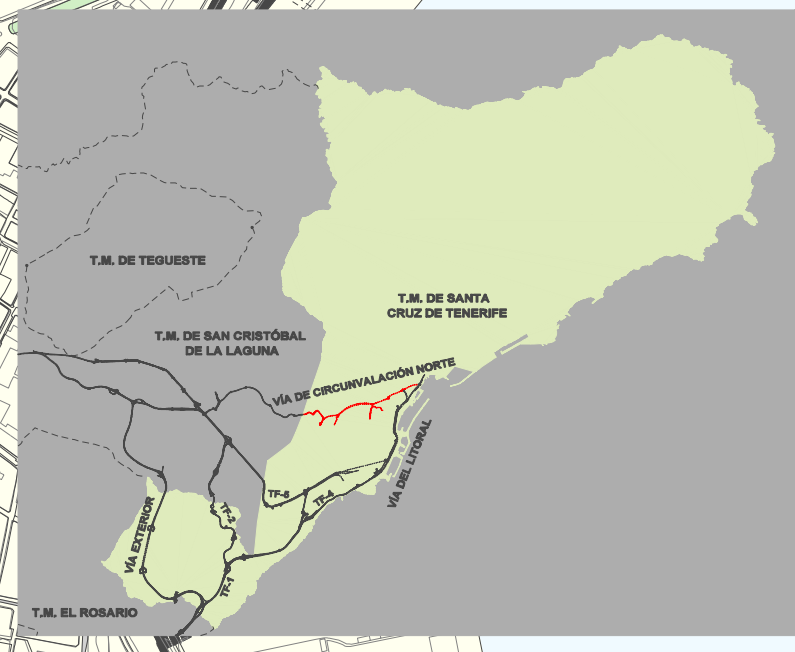 T.M. DE TEGUESTE
T.M. DE SANTA
CRUZ DE TENERIFE
T.M. DE SAN CRISTÓBAL
DE LA LAGUNA
VÍA DE CIRCUNVALACIÓN NORTE
VÍA DEL LITORAL
TF-5
TF-4
TF-2
VÍA EXTERIOR
TF-1
T.M. EL ROSARIO